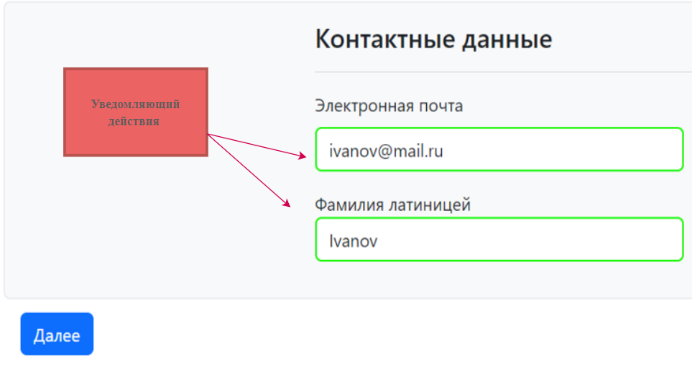 Контактные данные
Уведомляющий
действия
Электронная почта
ivanov@mail.ru
Фамилия латиницей
Ivanov
Далее